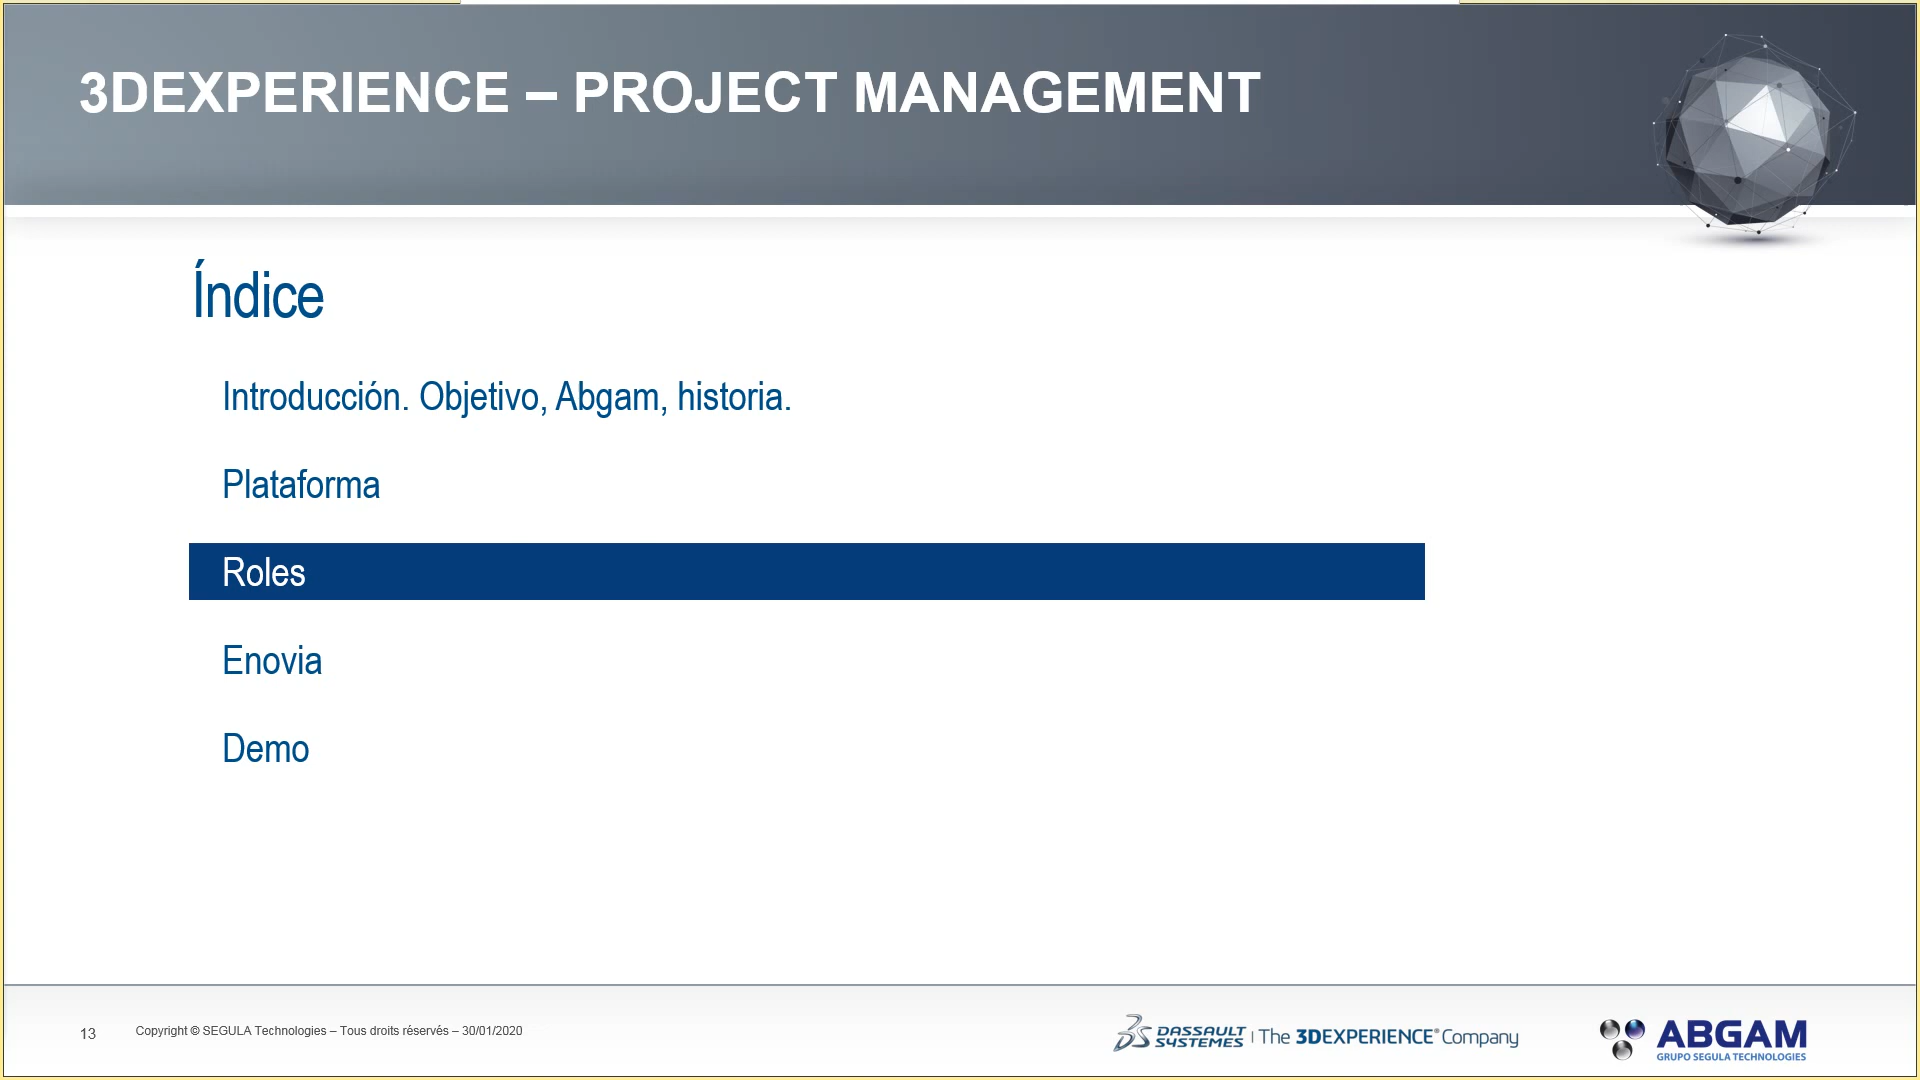 3DEXPERIENCE – PROJECT MANAGEMENT
Índice
Introducción. Objetivo, Abgam, historia.
Plataforma
Roles
Enovia
Demo
13
Copyright © SEGULA Technologies – Tous droits réservés – 30/01/2020
DASSAULT SYSTEMES | The 3DEXPERIENCE® Company
ABGAM
GRUPO SEGULA TECHNOLOGIES